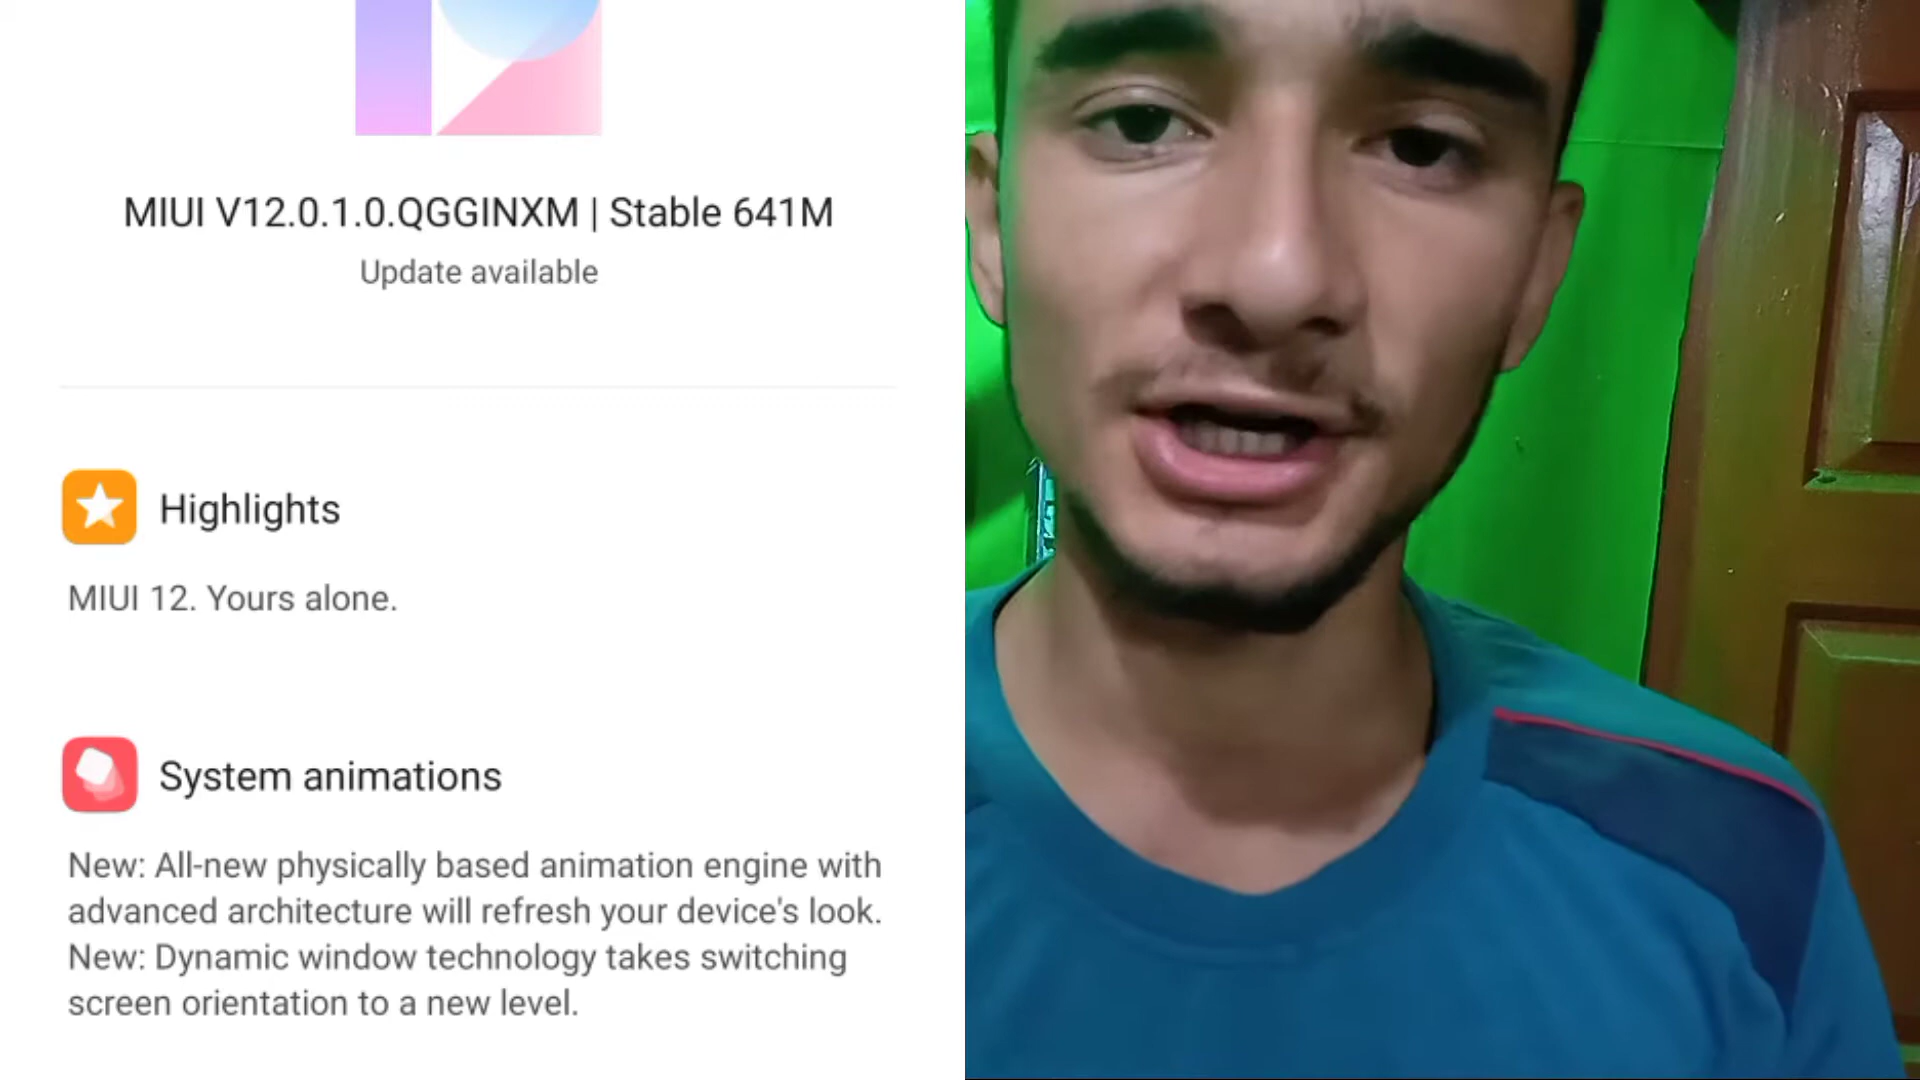 MIUI V12.0.1.0.QGGINXM | Stable 641M
Update available
Highlights
MIUI 12. Yours alone.
System animations
New: All-new physically based animation engine with
advanced architecture will refresh your device's look.
New: Dynamic window technology takes switching
screen orientation to a new level.